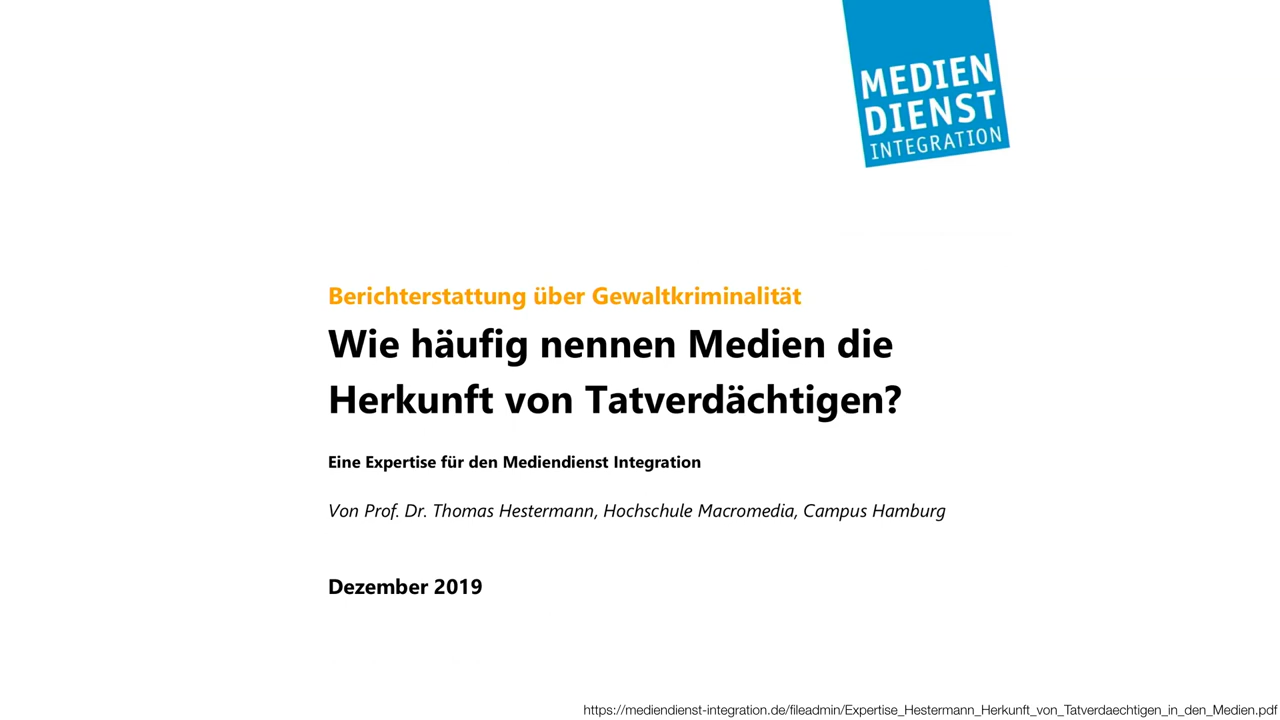 MEDIEN
DIENST
INTEGRATION
Berichterstattung über Gewaltkriminalität
Wie häufig nennen Medien die
Herkunft von Tatverdächtigen?
Eine Expertise für den Mediendienst Integration
Von Prof. Dr. Thomas Hestermann, Hochschule Macromedia, Campus Hamburg
Dezember 2019
https://mediendienst-integration.de/fileadmin/Expertise_Hestermann_Herkunft_von_Tatverdaechtigen_in_den_Medien.pdf